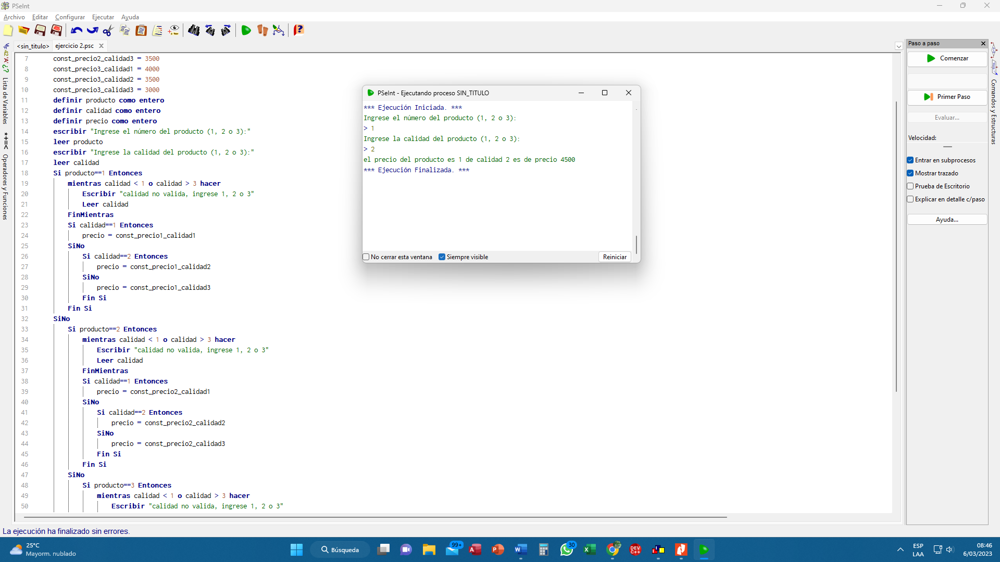 PSeInt
Archivo Editar Configurar Ejecutar Ayuda
<sin_titulo> ejercicio 2.psc
7 const_precio2_calidad3 = 3500
8 const_precio3_calidad1 = 4000
9 const_precio3_calidad2 = 3500
10 const_precio3_calidad3 = 3000
11 definir producto como entero
12 definir calidad como entero
13 definir precio como entero
14 escribir "Ingrese el número del producto (1, 2 o 3):"
15 leer producto
16 escribir "Ingrese la calidad del producto (1, 2 o 3):"
17 leer calidad
18 Si producto==1 Entonces
19 mientras calidad < 1 o calidad > 3 hacer
20 Escribir "calidad no valida, ingrese 1, 2 o 3"
21 Leer calidad
22 FinMientras
23 Si calidad==1 Entonces
24 precio = const_precio1_calidad1
25 SiNo
26 Si calidad==2 Entonces
27 precio = const_precio1_calidad2
28 SiNo
29 precio = const_precio1_calidad3
30 Fin Si
31 Fin Si
32 SiNo
33 Si producto==2 Entonces
34 mientras calidad < 1 o calidad > 3 hacer
35 Escribir "calidad no valida, ingrese 1, 2 o 3"
36 Leer calidad
37 FinMientras
38 Si calidad==1 Entonces
39 precio = const_precio2_calidad1
40 SiNo
41 Si calidad==2 Entonces
42 precio = const_precio2_calidad2
43 SiNo
44 precio = const_precio2_calidad3
45 Fin Si
46 Fin Si
47 SiNo
48 Si producto==3 Entonces
49 mientras calidad < 1 o calidad > 3 hacer
50 Escribir "calidad no valida, ingrese 1, 2 o 3"
PSeInt - Ejecutando proceso SIN_TITULO
*** Ejecución Iniciada. ***
Ingrese el número del producto (1, 2 o 3):
> 1
Ingrese la calidad del producto (1, 2 o 3):
> 2
el precio del producto es 1 de calidad 2 es de precio 4500
*** Ejecución Finalizada. ***
No cerrar esta ventana Siempre visible Reiniciar
Paso a paso
Comenzar
Primer Paso
Evaluar...
Velocidad:
Entrar en subprocesos
Mostrar trazado
Prueba de Escritorio
Explicar en detalle c/paso
Ayuda...
Lista de Variables
*+=< Operadores y Funciones
Comandos y Estructuras
La ejecución ha finalizado sin errores.
25°C
Mayorm. nublado
Búsqueda
99+
30
DEV C++
ESP
LAA
08:46
6/03/2023